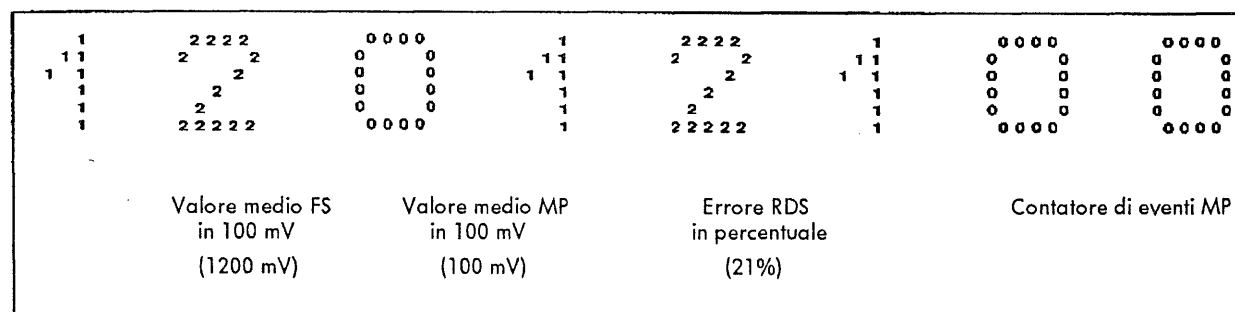 1 2 0 1 2 1 0 0
Valore medio FS Valore medio MP Errore RDS Contatore di eventi MP
in 100 mV in 100 mV in percentuale
(1200 mV) (100 mV) (21%)